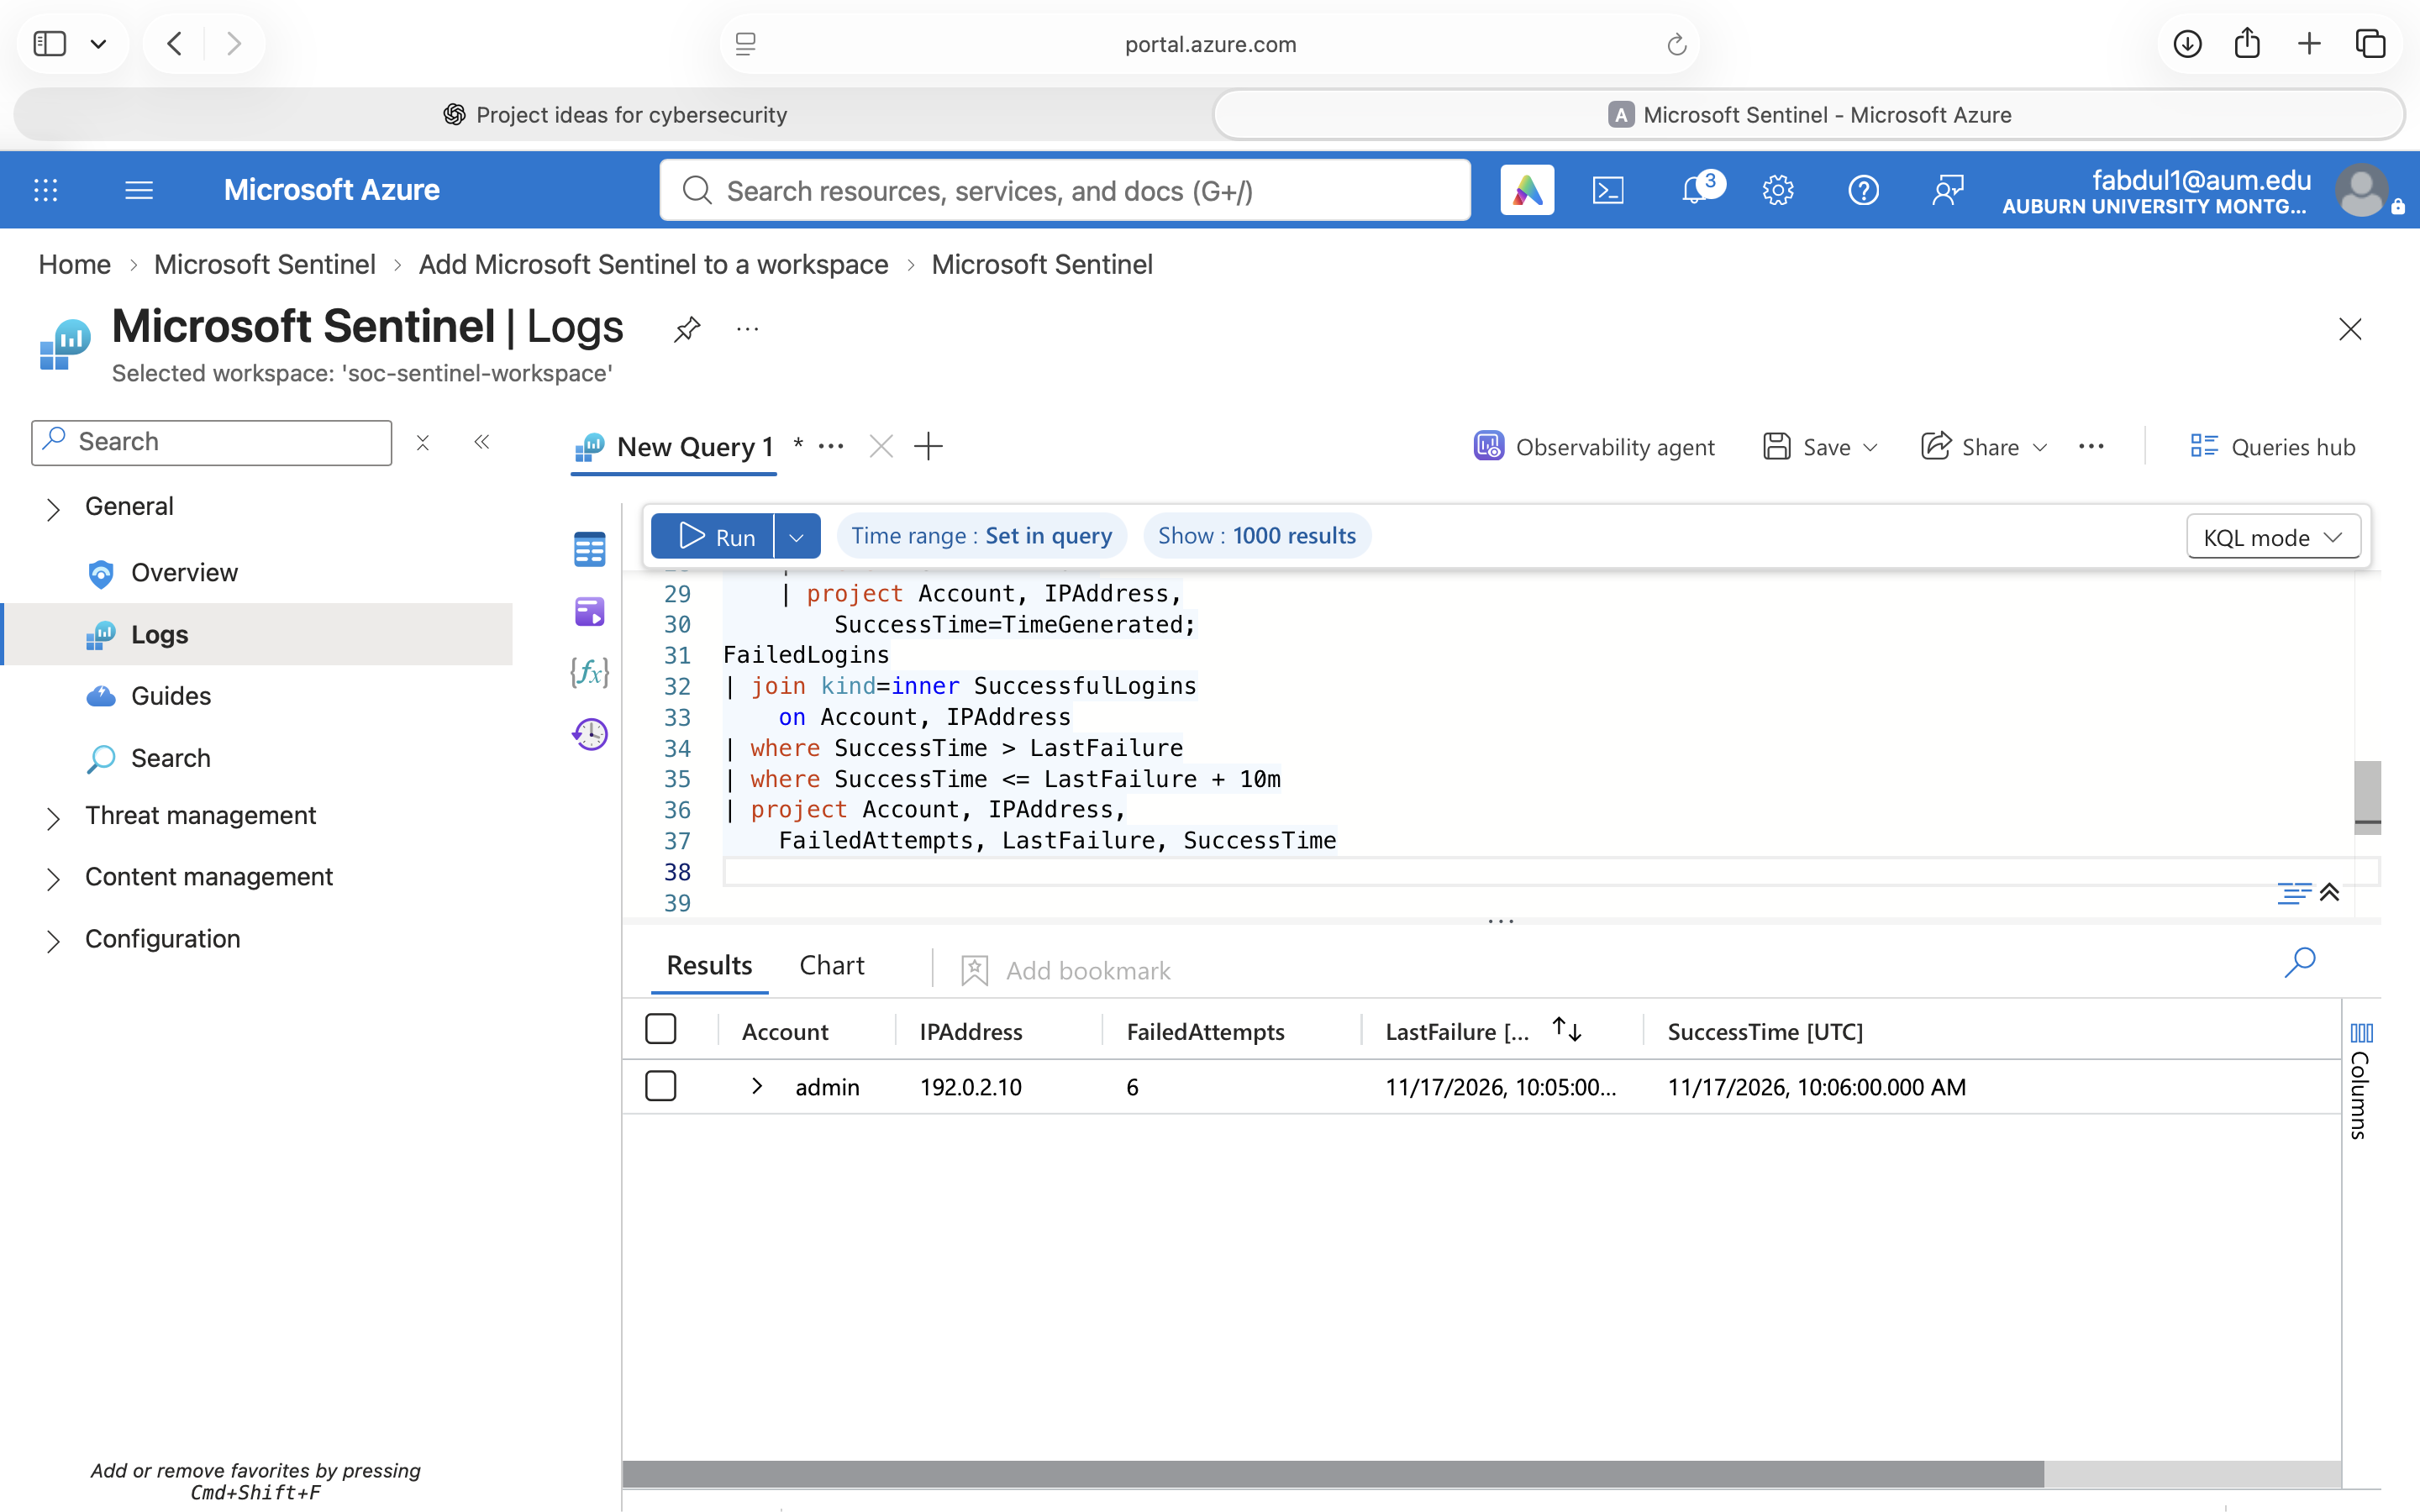 portal.azure.com
Project ideas for cybersecurity
A Microsoft Sentinel - Microsoft Azure
Microsoft Azure
Search resources, services, and docs (G+/)
3
fabdul1@aum.edu
AUBURN UNIVERSITY MONTG...
Home > Microsoft Sentinel > Add Microsoft Sentinel to a workspace > Microsoft Sentinel
Microsoft Sentinel | Logs
Selected workspace: 'soc-sentinel-workspace'
Search
General
Overview
Logs
Guides
Search
Threat management
Content management
Configuration
Add or remove favorites by pressing
Cmd+Shift+F
New Query 1 * ...
Observability agent
Save
Share
Queries hub
Run
Time range : Set in query
Show : 1000 results
KQL mode
{fx}
29 | project Account, IPAddress,
30 SuccessTime=TimeGenerated;
31 FailedLogins
32 | join kind=inner SuccessfulLogins
33 on Account, IPAddress
34 | where SuccessTime > LastFailure
35 | where SuccessTime <= LastFailure + 10m
36 | project Account, IPAddress,
37 FailedAttempts, LastFailure, SuccessTime
38
39
Results
Chart
Add bookmark
Account IPAddress FailedAttempts LastFailure [... SuccessTime [UTC]
admin 192.0.2.10 6 11/17/2026, 10:05:00... 11/17/2026, 10:06:00.000 AM
Columns